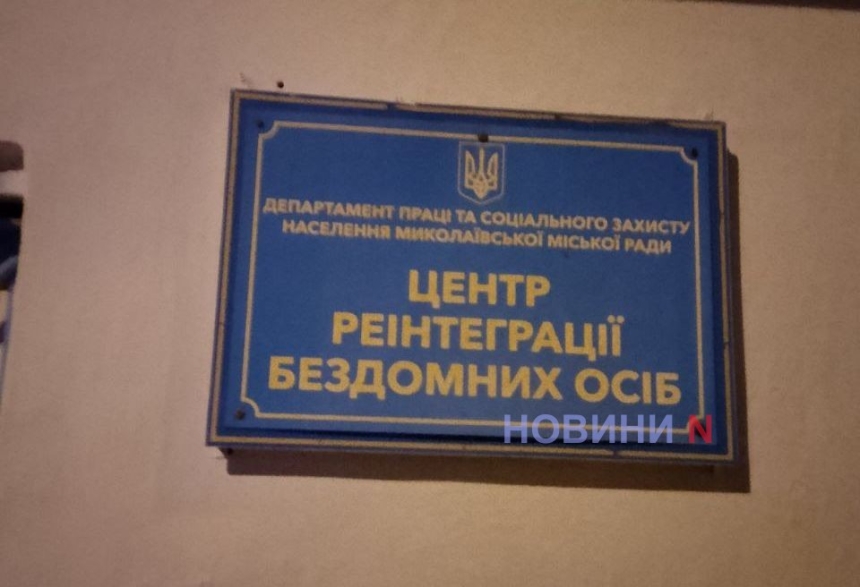 ДЕПАРТАМЕНТ ПРАЦІ ТА СОЦІАЛЬНОГО ЗАХИСТУ
НАСЕЛЕННЯ МИКОЛАЇВСЬКОЇ МІСЬКОЇ РАДИ
ЦЕНТР
РЕІНТЕГРАЦІЇ
БЕЗДОМНИХ ОСІБ
НОВИНИ N